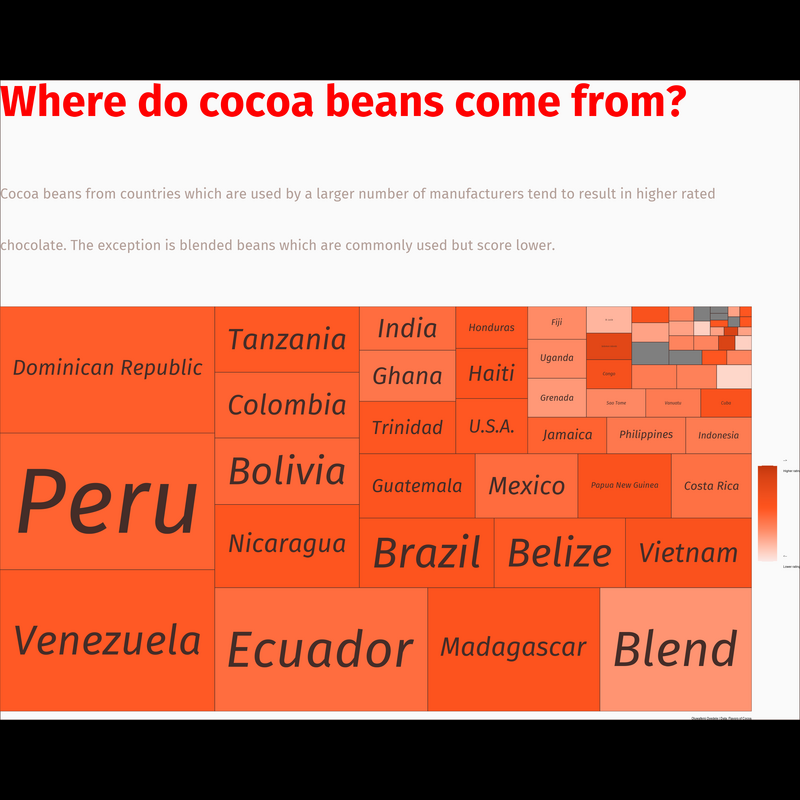 Where do cocoa beans come from?
Cocoa beans from countries which are used by a larger number of manufacturers tend to result in higher rated
chocolate. The exception is blended beans which are commonly used but score lower.
Dominican Republic
Peru
Venezuela
Tanzania
Colombia
Bolivia
Nicaragua
Ecuador
Madagascar
Blend
India
Ghana
Trinidad
Honduras
Haiti
U.S.A.
Guatemala
Mexico
Papua New Guinea
Costa Rica
Brazil
Belize
Vietnam
Fiji
Uganda
Grenada
Jamaica
Philippines
Indonesia
Congo
Sao Tome
Vanuatu
Cuba
Higher rating
Lower rating